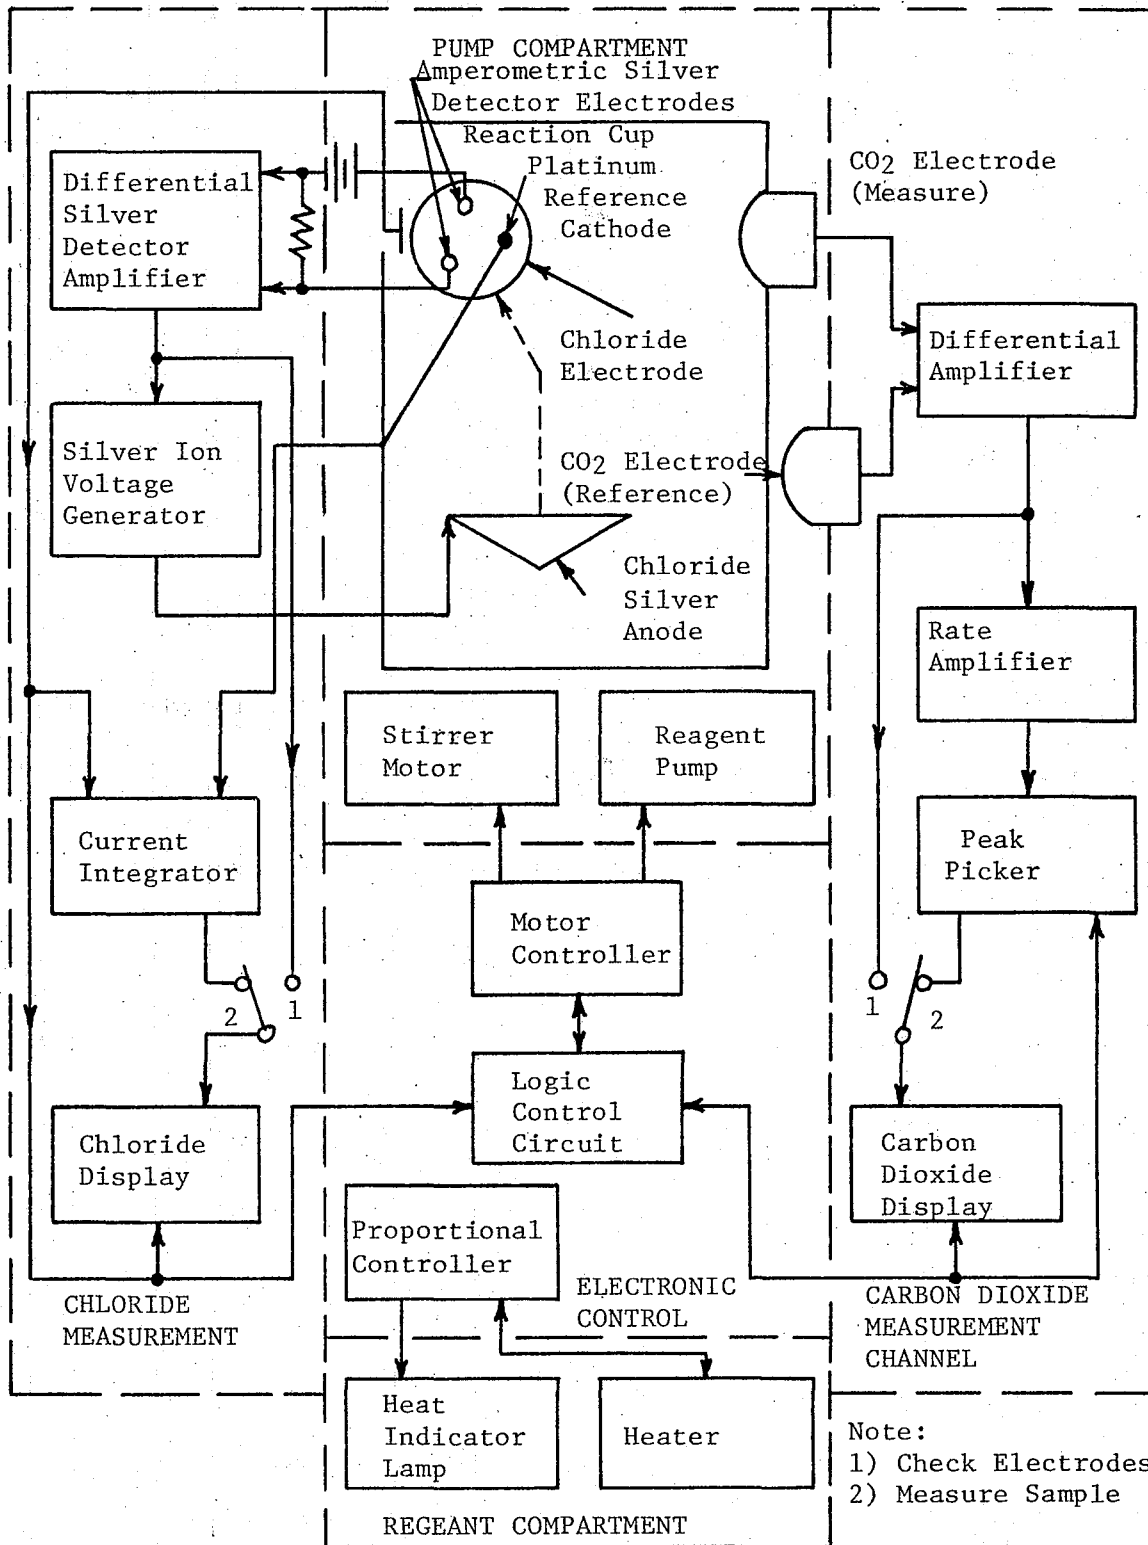 PUMP COMPARTMENT
Amperometric Silver
Detector Electrodes
Reaction Cup
Platinum
Reference
Cathode
CO2 Electrode
(Measure)
Differential
Silver
Detector
Amplifier
Chloride
Electrode
Differential
Amplifier
Silver Ion
Voltage
Generator
CO2 Electrode
(Reference)
Chloride
Silver
Anode
Rate
Amplifier
Stirrer
Motor
Reagent
Pump
Current
Integrator
Peak
Picker
Motor
Controller
2
1
1
2
Logic
Control
Circuit
Chloride
Display
Carbon
Dioxide
Display
Proportional
Controller
ELECTRONIC
CONTROL
CHLORIDE
MEASUREMENT
CARBON DIOXIDE
MEASUREMENT
CHANNEL
Heat
Indicator
Lamp
Heater
Note:
1) Check Electrodes
2) Measure Sample
REGEANT COMPARTMENT